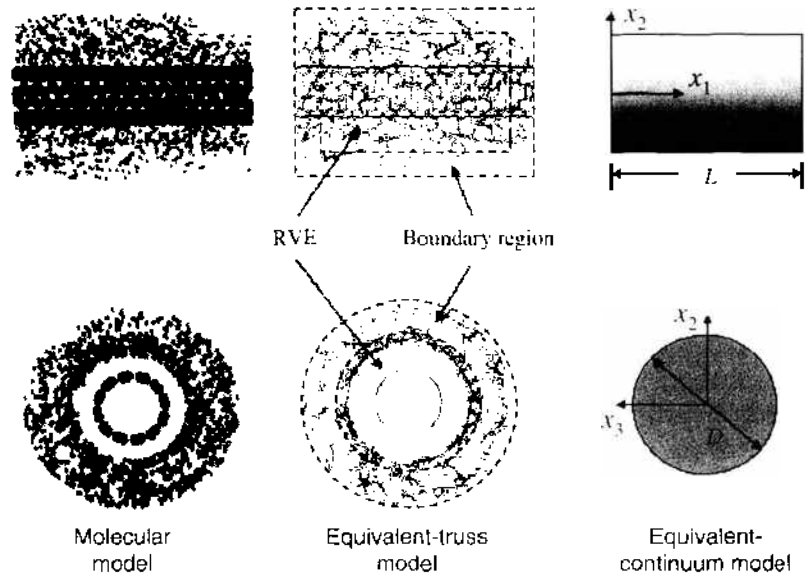 x2
x1
L
RVE
Boundary region
x2
x3
D
Molecular
model
Equivalent-truss
model
Equivalent-
continuum model